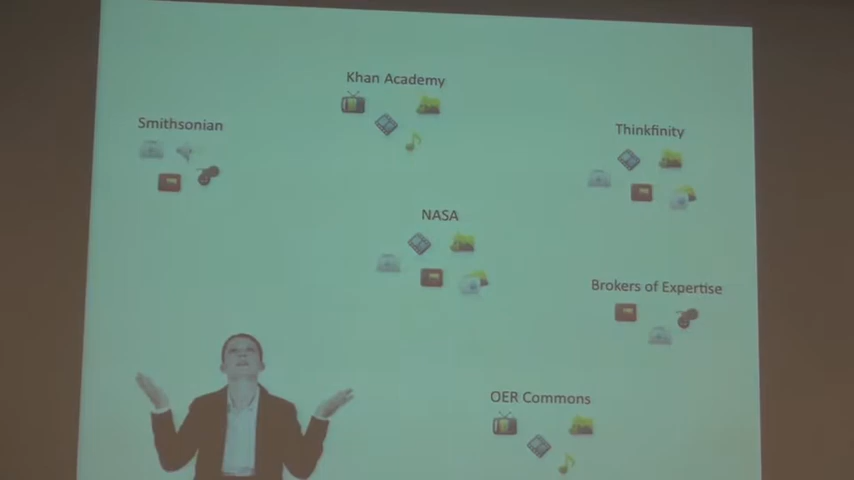 Khan Academy
Smithsonian
Thinkfinity
NASA
Brokers of Expertise
OER Commons